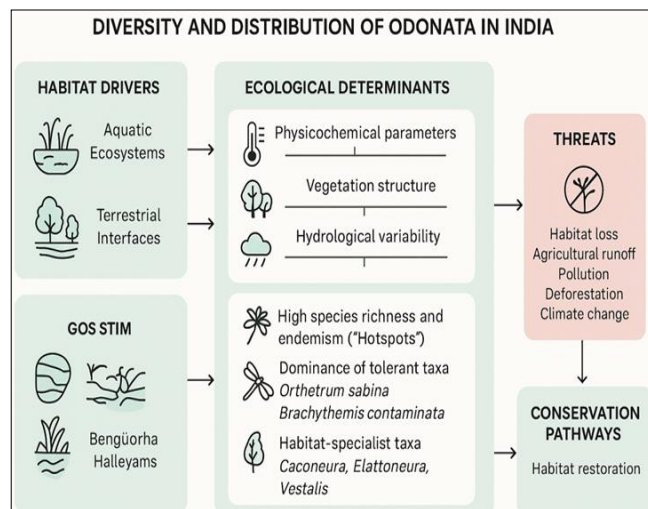 DIVERSITY AND DISTRIBUTION OF ODONATA IN INDIA
HABITAT DRIVERS
Aquatic
Ecosystems
Terrestrial
Interfaces
GOS STIM
Bengüorha
Halleyams
ECOLOGICAL DETERMINANTS
Physicochemical parameters
Vegetation structure
Hydrological variability
High species richness and
endemism ("Hotspots")
Dominance of tolerant taxa
Orthetrum sabina
Brachythemis contaminata
Habitat-specialist taxa
Caconeura, Elattoneura,
Vestalis
THREATS
Habitat loss
Agricultural runoff
Pollution
Deforestation
Climate change
CONSERVATION
PATHWAYS
Habitat restoration